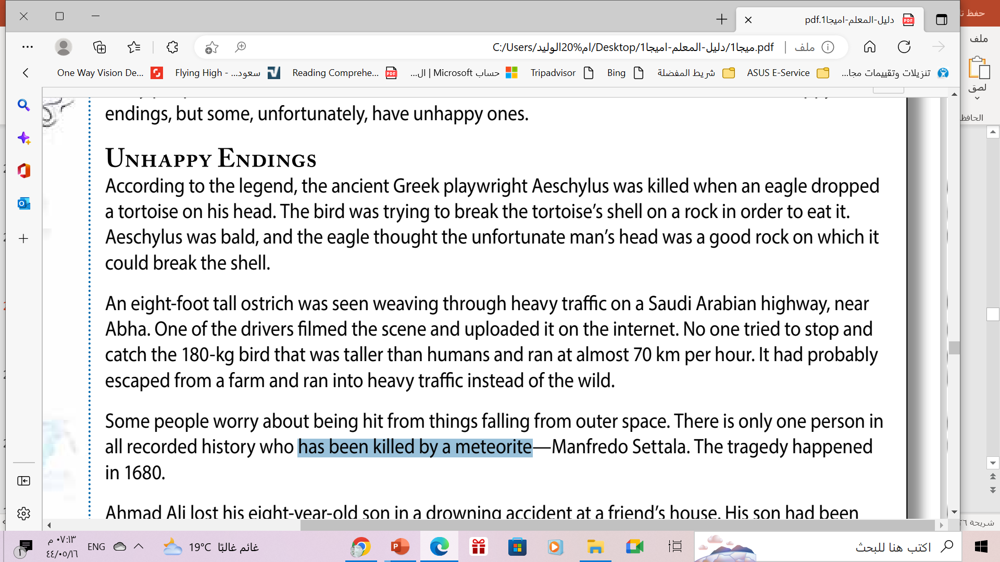 دليل-المعلم-اميجا1.pdf
حفظ
ملف
C:/Users/ام%20الوليد/Desktop/ميجا1/دليل-المعلم-اميجا1.pdf
ملف
One Way Vision De...
Flying High - سعود...
Reading Comprehe...
حساب Microsoft | ال...
Tripadvisor
Bing
شريط المفضلة
ASUS E-Service
تنزيلات وتقييمات مجا...
لصق
الحافظ
endings, but some, unfortunately, have unhappy ones.
UNHAPPY ENDINGS
According to the legend, the ancient Greek playwright Aeschylus was killed when an eagle dropped
a tortoise on his head. The bird was trying to break the tortoise's shell on a rock in order to eat it.
Aeschylus was bald, and the eagle thought the unfortunate man's head was a good rock on which it
could break the shell.
An eight-foot tall ostrich was seen weaving through heavy traffic on a Saudi Arabian highway, near
Abha. One of the drivers filmed the scene and uploaded it on the internet. No one tried to stop and
catch the 180-kg bird that was taller than humans and ran at almost 70 km per hour. It had probably
escaped from a farm and ran into heavy traffic instead of the wild.
Some people worry about being hit from things falling from outer space. There is only one person in
all recorded history who has been killed by a meteorite—Manfredo Settala. The tragedy happened
in 1680.
Ahmad Ali lost his eight-year-old son in a drowning accident at a friend's house. His son had been
شريحة ٢٦
٠٧:١٣ م
٤٤/٠٥/١٦
ENG
19°C غائم غالبًا
اكتب هنا للبحث